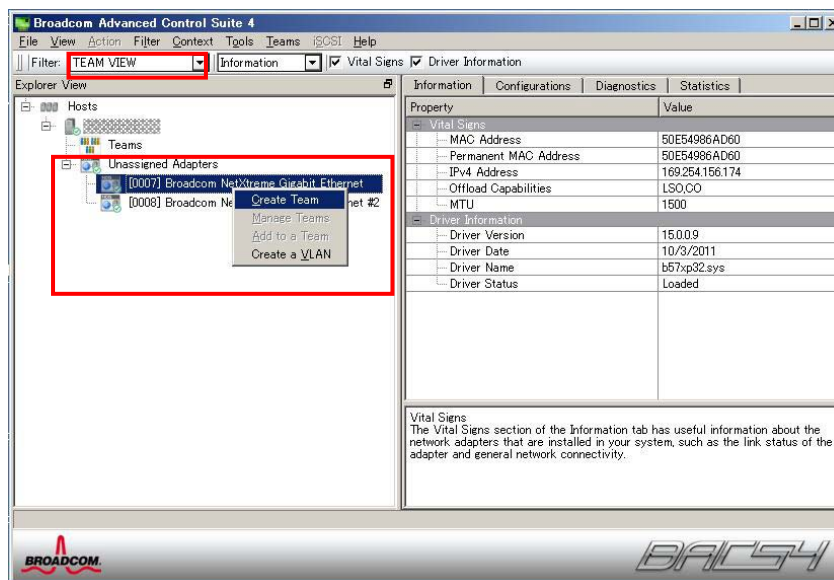 Broadcom Advanced Control Suite 4
File View Action Filter Context Tools Teams iSCSI Help
Filter: TEAM VIEW Information Vital Signs Driver Information
Explorer View
Hosts
Teams
Unassigned Adapters
[0007] Broadcom NetXtreme Gigabit Ethernet
[0008] Broadcom Ne
net #2
Create Team
Manage Teams
Add to a Team
Create a VLAN
Information Configurations Diagnostics Statistics
Property Value
Vital Signs
MAC Address 50E54986AD60
Permanent MAC Address 50E54986AD60
IPv4 Address 169.254.156.174
Offload Capabilities LSO,CO
MTU 1500
Driver Information
Driver Version 15.0.0.9
Driver Date 10/3/2011
Driver Name b57xp32.sys
Driver Status Loaded
Vital Signs
The Vital Signs section of the Information tab has useful information about the
network adapters that are installed in your system, such as the link status of the
adapter and general network connectivity.
BROADCOM.
BACS4